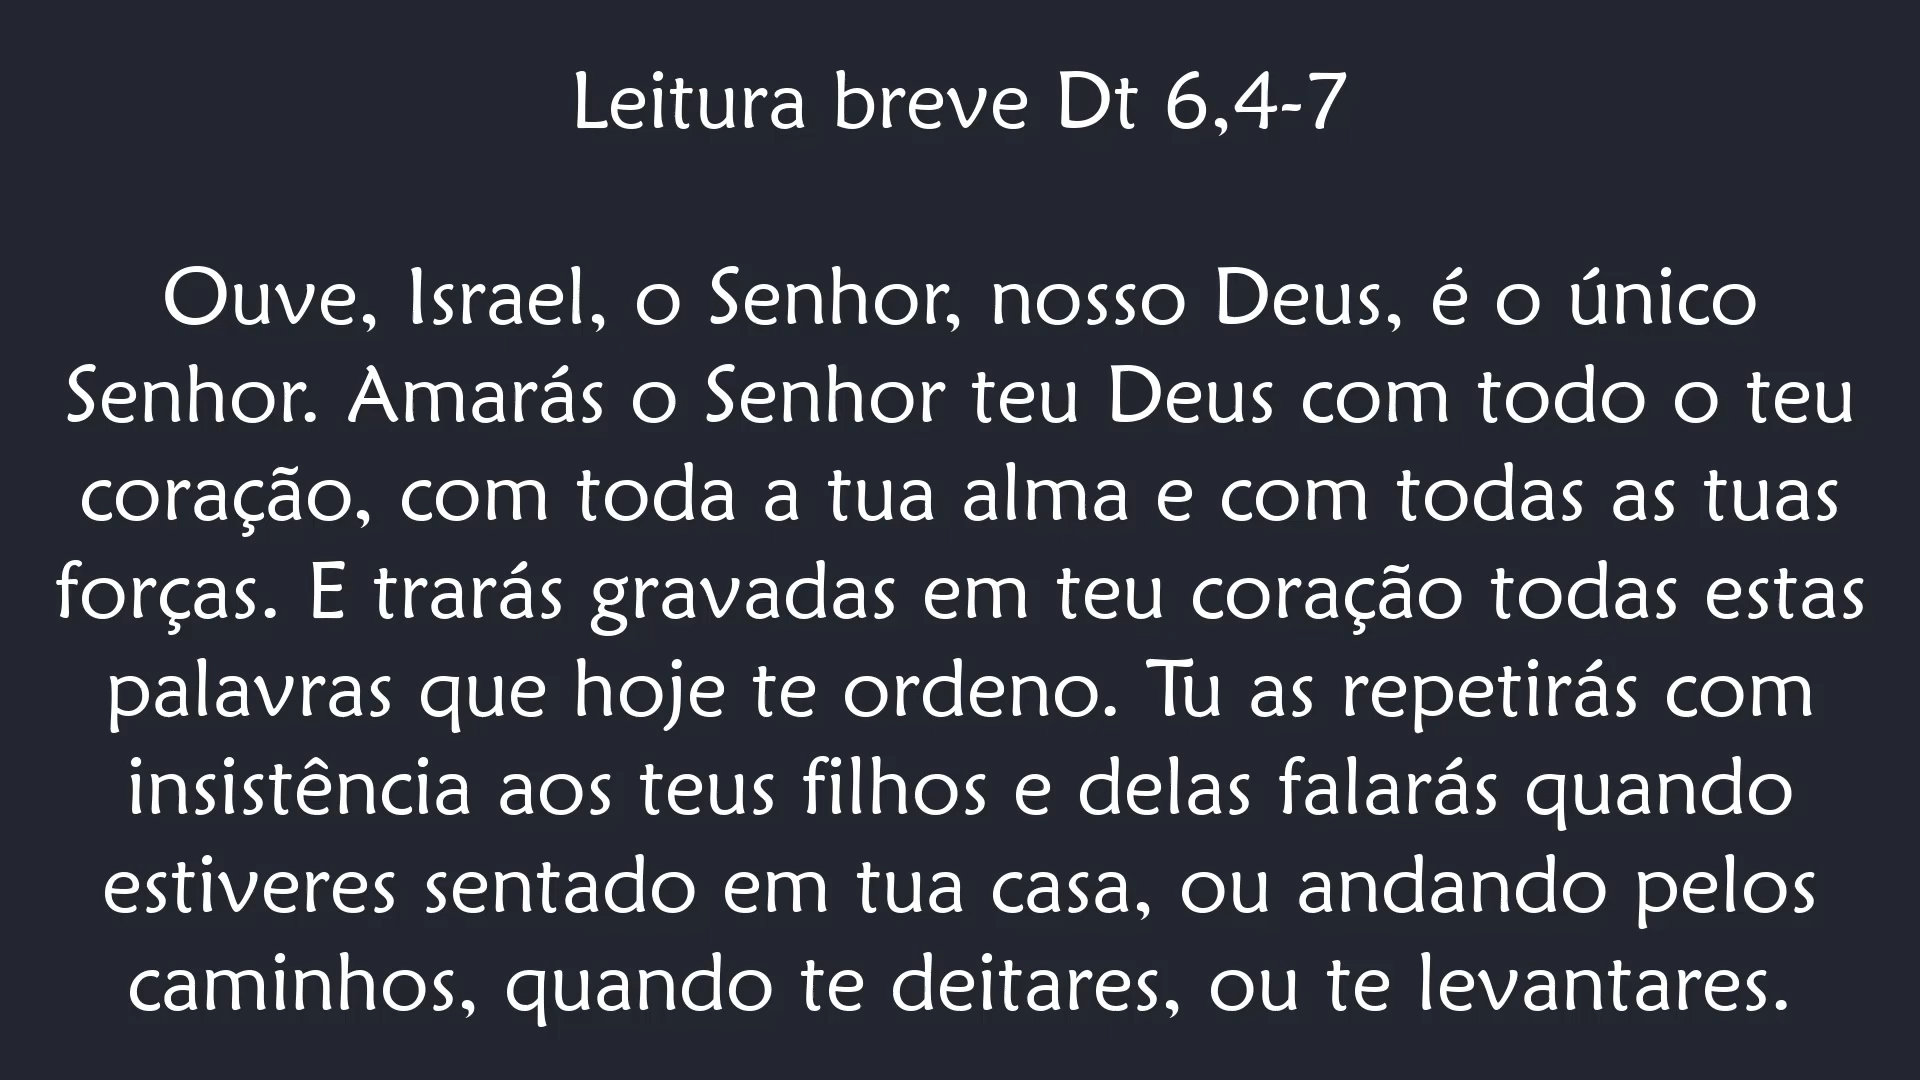 Leitura breve Dt 6,4-7
Ouve, Israel, o Senhor, nosso Deus, é o único
Senhor. Amarás o Senhor teu Deus com todo o teu
coração, com toda a tua alma e com todas as tuas
forças. E trarás gravadas em teu coração todas estas
palavras que hoje te ordeno. Tu as repetirás com
insistência aos teus filhos e delas falarás quando
estiveres sentado em tua casa, ou andando pelos
caminhos, quando te deitares, ou te levantares.